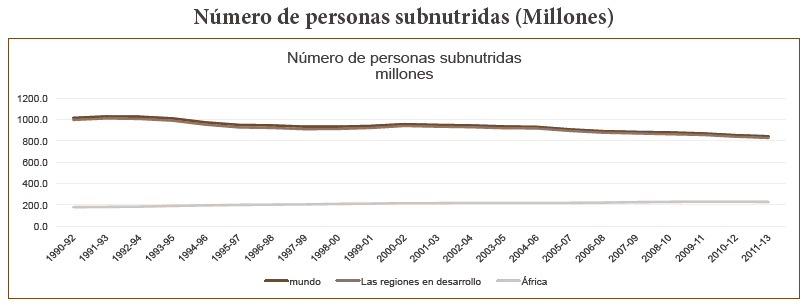 Número de personas subnutridas (Millones)
Número de personas subnutridas
millones
1200.0
1000.0
800.0
600.0
400.0
200.0
0.0
1990-92 1991-93 1992-94 1993-95 1994-96 1995-97 1996-98 1997-99 1998-00 1999-01 2000-02 2001-03 2002-04 2003-05 2004-06 2005-07 2006-08 2007-09 2008-10 2009-11 2010-12 2011-13
mundo Las regiones en desarrollo África